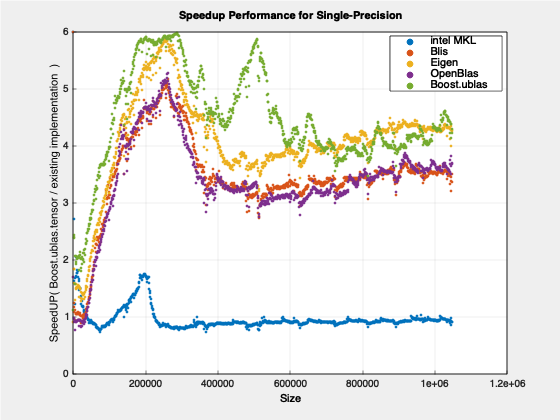 Speedup Performance for Single-Precision
SpeedUP( Boost.ublas.tensor / existing implementation )
6
5
4
3
2
1
0
intel MKL
Blis
Eigen
OpenBlas
Boost.ublas
0
200000
400000
600000
800000
1e+06
1.2e+06
Size